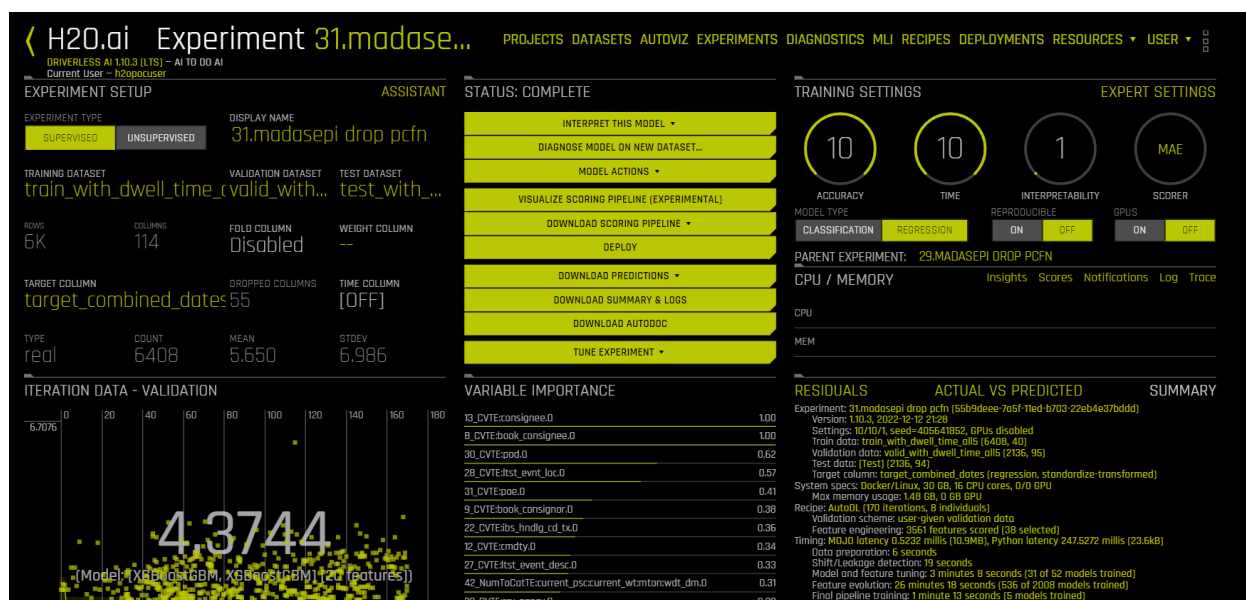 H2O.ai Experiment 31.madase...
DRIVERLESS AI 1.10.3 (LTS) – AI TO DO AI
Current User – h2opocuser
PROJECTS DATASETS AUTOVIZ EXPERIMENTS DIAGNOSTICS MLI RECIPES DEPLOYMENTS RESOURCES USER
EXPERIMENT SETUP ASSISTANT
EXPERIMENT TYPE
SUPERVISED UNSUPERVISED
DISPLAY NAME
31.madasepi drop pcfn
TRAINING DATASET VALIDATION DATASET TEST DATASET
train_with_dwell_time_( valid_with... test_with_...
ROWS COLUMNS FOLD COLUMN WEIGHT COLUMN
6K 114 Disabled --
TARGET COLUMN DROPPED COLUMNS TIME COLUMN
target_combined_dates 55 [OFF]
TYPE COUNT MEAN STDEV
real 6408 5.650 6.986
STATUS: COMPLETE
INTERPRET THIS MODEL
DIAGNOSE MODEL ON NEW DATASET...
MODEL ACTIONS
VISUALIZE SCORING PIPELINE (EXPERIMENTAL)
DOWNLOAD SCORING PIPELINE
DEPLOY
DOWNLOAD PREDICTIONS
DOWNLOAD SUMMARY & LOGS
DOWNLOAD AUTODOC
TUNE EXPERIMENT
TRAINING SETTINGS EXPERT SETTINGS
10 10 1 MAE
ACCURACY TIME INTERPRETABILITY SCORER
MODEL TYPE REPRODUCIBLE GPUS
CLASSIFICATION REGRESSION ON OFF ON OFF
PARENT EXPERIMENT: 29.MADASEPI DROP PCFN
CPU / MEMORY Insights Scores Notifications Log Trace
CPU
MEM
ITERATION DATA - VALIDATION
0 20 40 60 80 100 120 140 160 180
6.7076
4.3744
(Model: [XGBoostGBM, XGBoostGBM] [20 features])
VARIABLE IMPORTANCE
13_CVTE:consignee.0 1.00
8_CVTE:book_consignee.0 1.00
30_CVTE:pod.0 0.62
28_CVTE:ltst_evnt_loc.0 0.57
31_CVTE:poe.0 0.41
9_CVTE:book_consignor.0 0.38
22_CVTE:ibs_hndlg_cd_tx.0 0.36
12_CVTE:cmdty.0 0.34
27_CVTE:ltst_event_desc.0 0.33
42_NumToCatTE:current_psc:current_wt:mton:wdt_dm.0 0.31
RESIDUALS ACTUAL VS PREDICTED SUMMARY
Experiment: 31.madasepi drop pcfn (55b9deee-7a5f-11ed-b703-22eb4e37bddd)
Version: 1.10.3, 2022-12-12 21:28
Settings: 10/10/1, seed=405641852, GPUs disabled
Train data: train_with_dwell_time_all5 (6408, 40)
Validation data: valid_with_dwell_time_all5 (2136, 95)
Test data: [Test] (2136, 94)
Target column: target_combined_dates (regression, standardize-transformed)
System specs: Docker/Linux, 30 GB, 16 CPU cores, 0/0 GPU
Max memory usage: 1.48 GB, 0 GB GPU
Recipe: AutoDL (170 iterations, 8 individuals)
Validation scheme: user-given validation data
Feature engineering: 3561 features scored (38 selected)
Timing: MOJO latency 0.5232 millis (10.9MB), Python latency 247.5272 millis (23.6kB)
Data preparation: 6 seconds
Shift/Leakage detection: 19 seconds
Model and feature tuning: 3 minutes 8 seconds (31 of 52 models trained)
Feature evolution: 26 minutes 18 seconds (536 of 2008 models trained)
Final pipeline training: 1 minute 13 seconds (5 models trained)